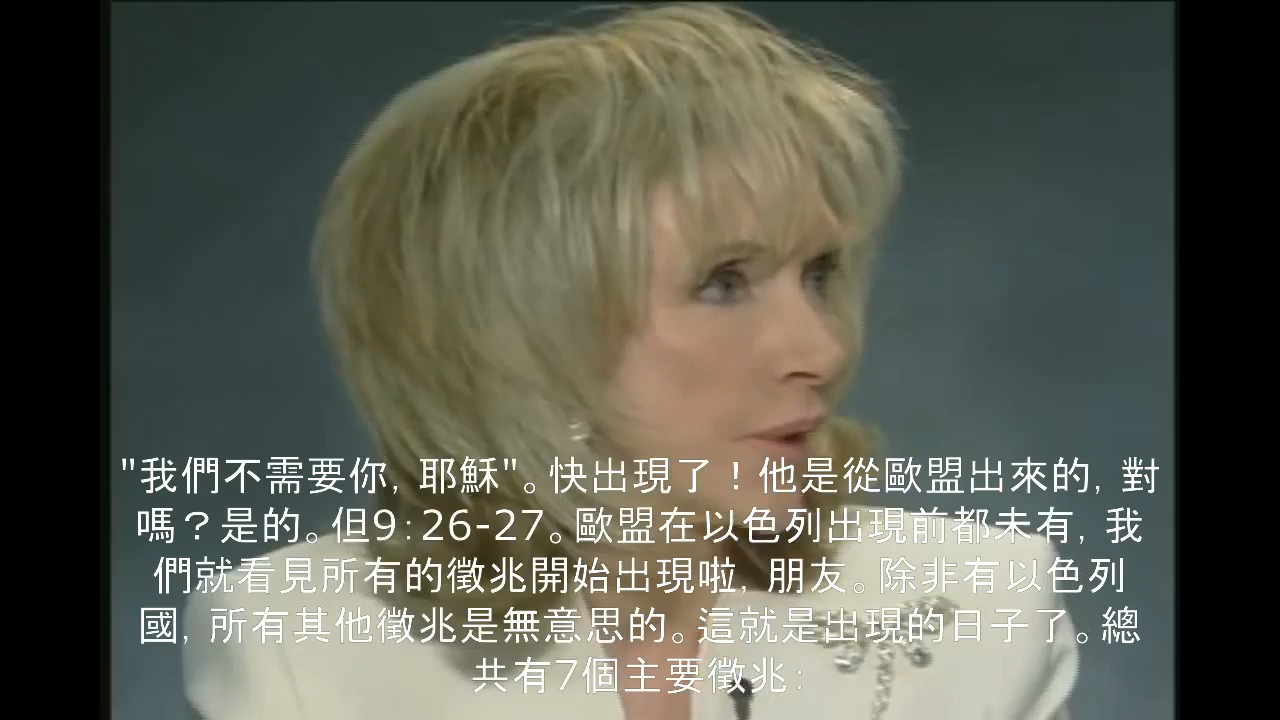 "我們不需要你, 耶穌"。快出現了！他是從歐盟出來的, 對
嗎？是的。但9：26-27。歐盟在以色列出現前都未有, 我
們就看見所有的徵兆開始出現啦, 朋友。除非有以色列
國, 所有其他徵兆是無意思的。這就是出現的日子了。總
共有7個主要徵兆：